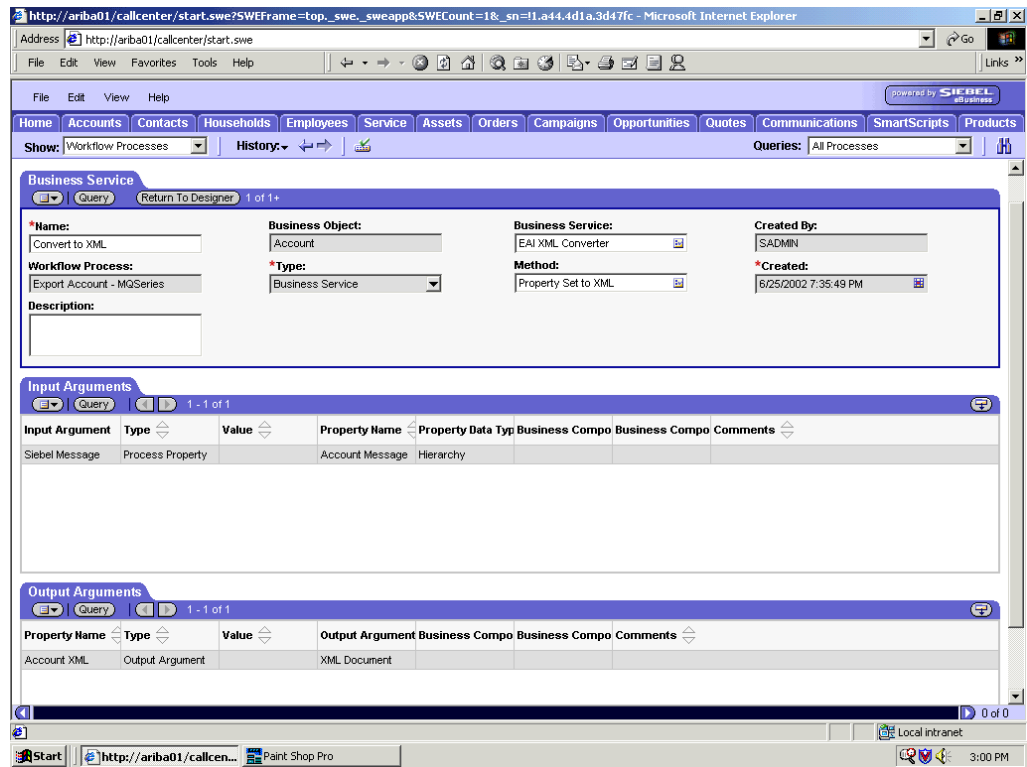 http://ariba01/callcenter/start.swe?SWEFrame=top._swe._sweapp&SWECount=1&_sn=!1.a44.4d1a.3d47fc - Microsoft Internet Explorer
Address http://ariba01/callcenter/start.swe Go
File Edit View Favorites Tools Help Links »
File Edit View Help powered by SIEBEL eBusiness
Home Accounts Contacts Households Employees Service Assets Orders Campaigns Opportunities Quotes Communications SmartScripts Products
Show: Workflow Processes History: Queries: All Processes
Business Service
Query Return To Designer 1 of 1+
*Name: Business Object: Business Service: Created By:
Convert to XML Account EAI XML Converter SADMIN
Workflow Process: *Type: Method: *Created:
Export Account - MQSeries Business Service Property Set to XML 6/25/2002 7:35:49 PM
Description:
Input Arguments
Query 1 - 1 of 1
Input Argument Type Value Property Name Property Data Typ Business Compo Business Compo Comments
Siebel Message Process Property Account Message Hierarchy
Output Arguments
Query 1 - 1 of 1
Property Name Type Value Output Argument Business Compo Business Compo Comments
Account XML Output Argument XML Document
0 of 0
Local intranet
Start http://ariba01/callcen... Paint Shop Pro 3:00 PM